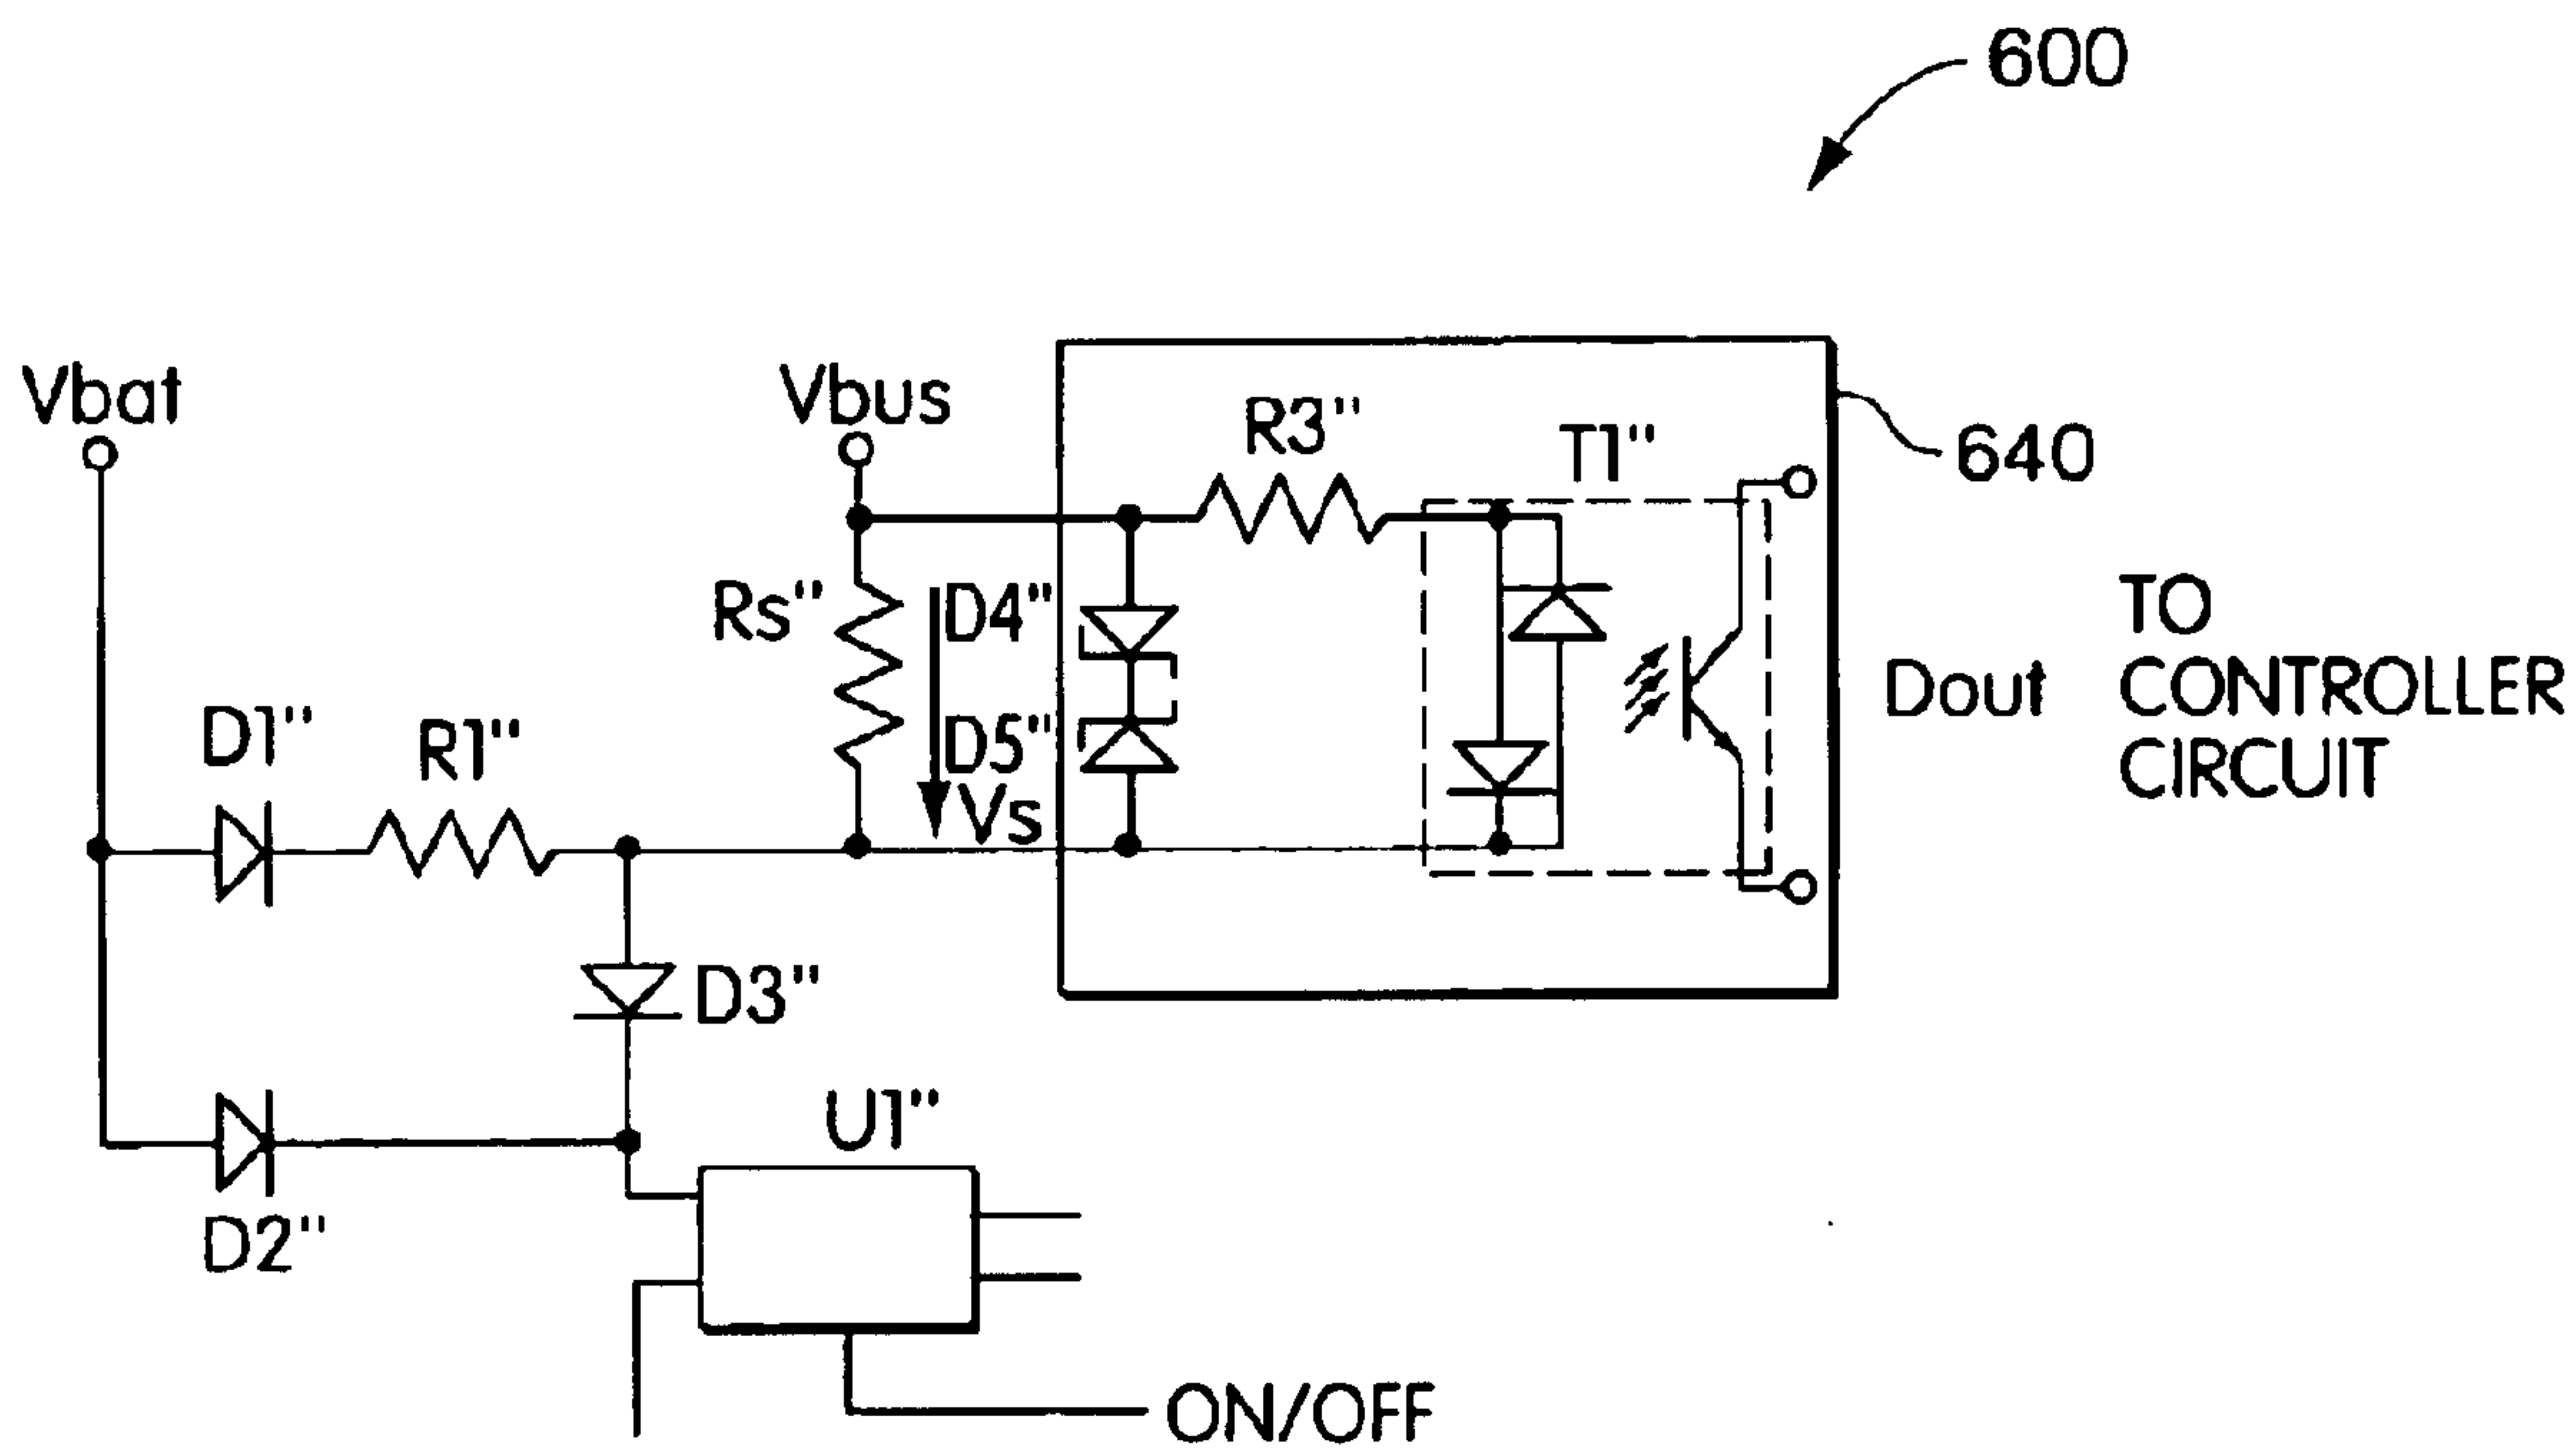 600
Vbat
Vbus
R3"
T1"
640
Rs"
D4"
D5"
Vs
Dout
TO
CONTROLLER
CIRCUIT
D1"
R1"
D3"
U1"
D2"
ON/OFF